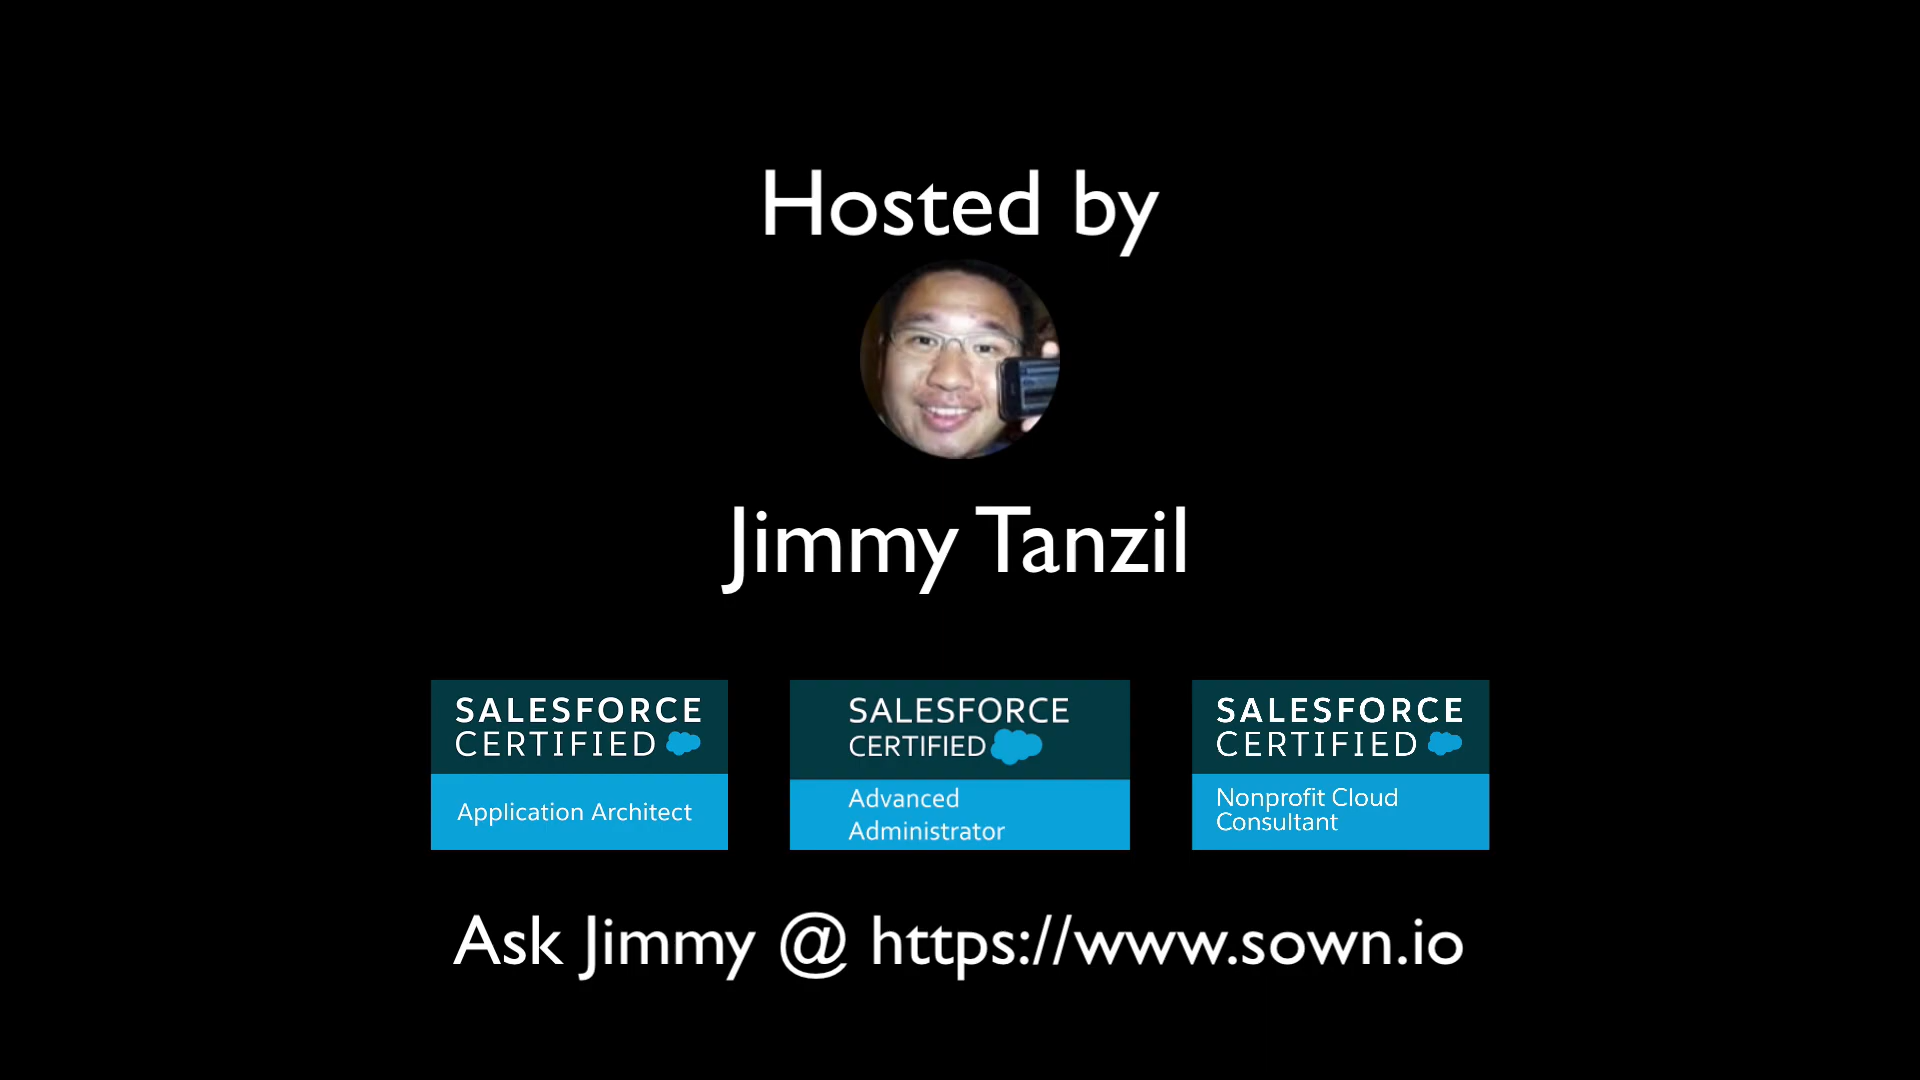 Hosted by
Jimmy Tanzil
SALESFORCE
CERTIFIED
Application Architect
SALESFORCE
CERTIFIED
Advanced
Administrator
SALESFORCE
CERTIFIED
Nonprofit Cloud
Consultant
Ask Jimmy @ https://www.sown.io